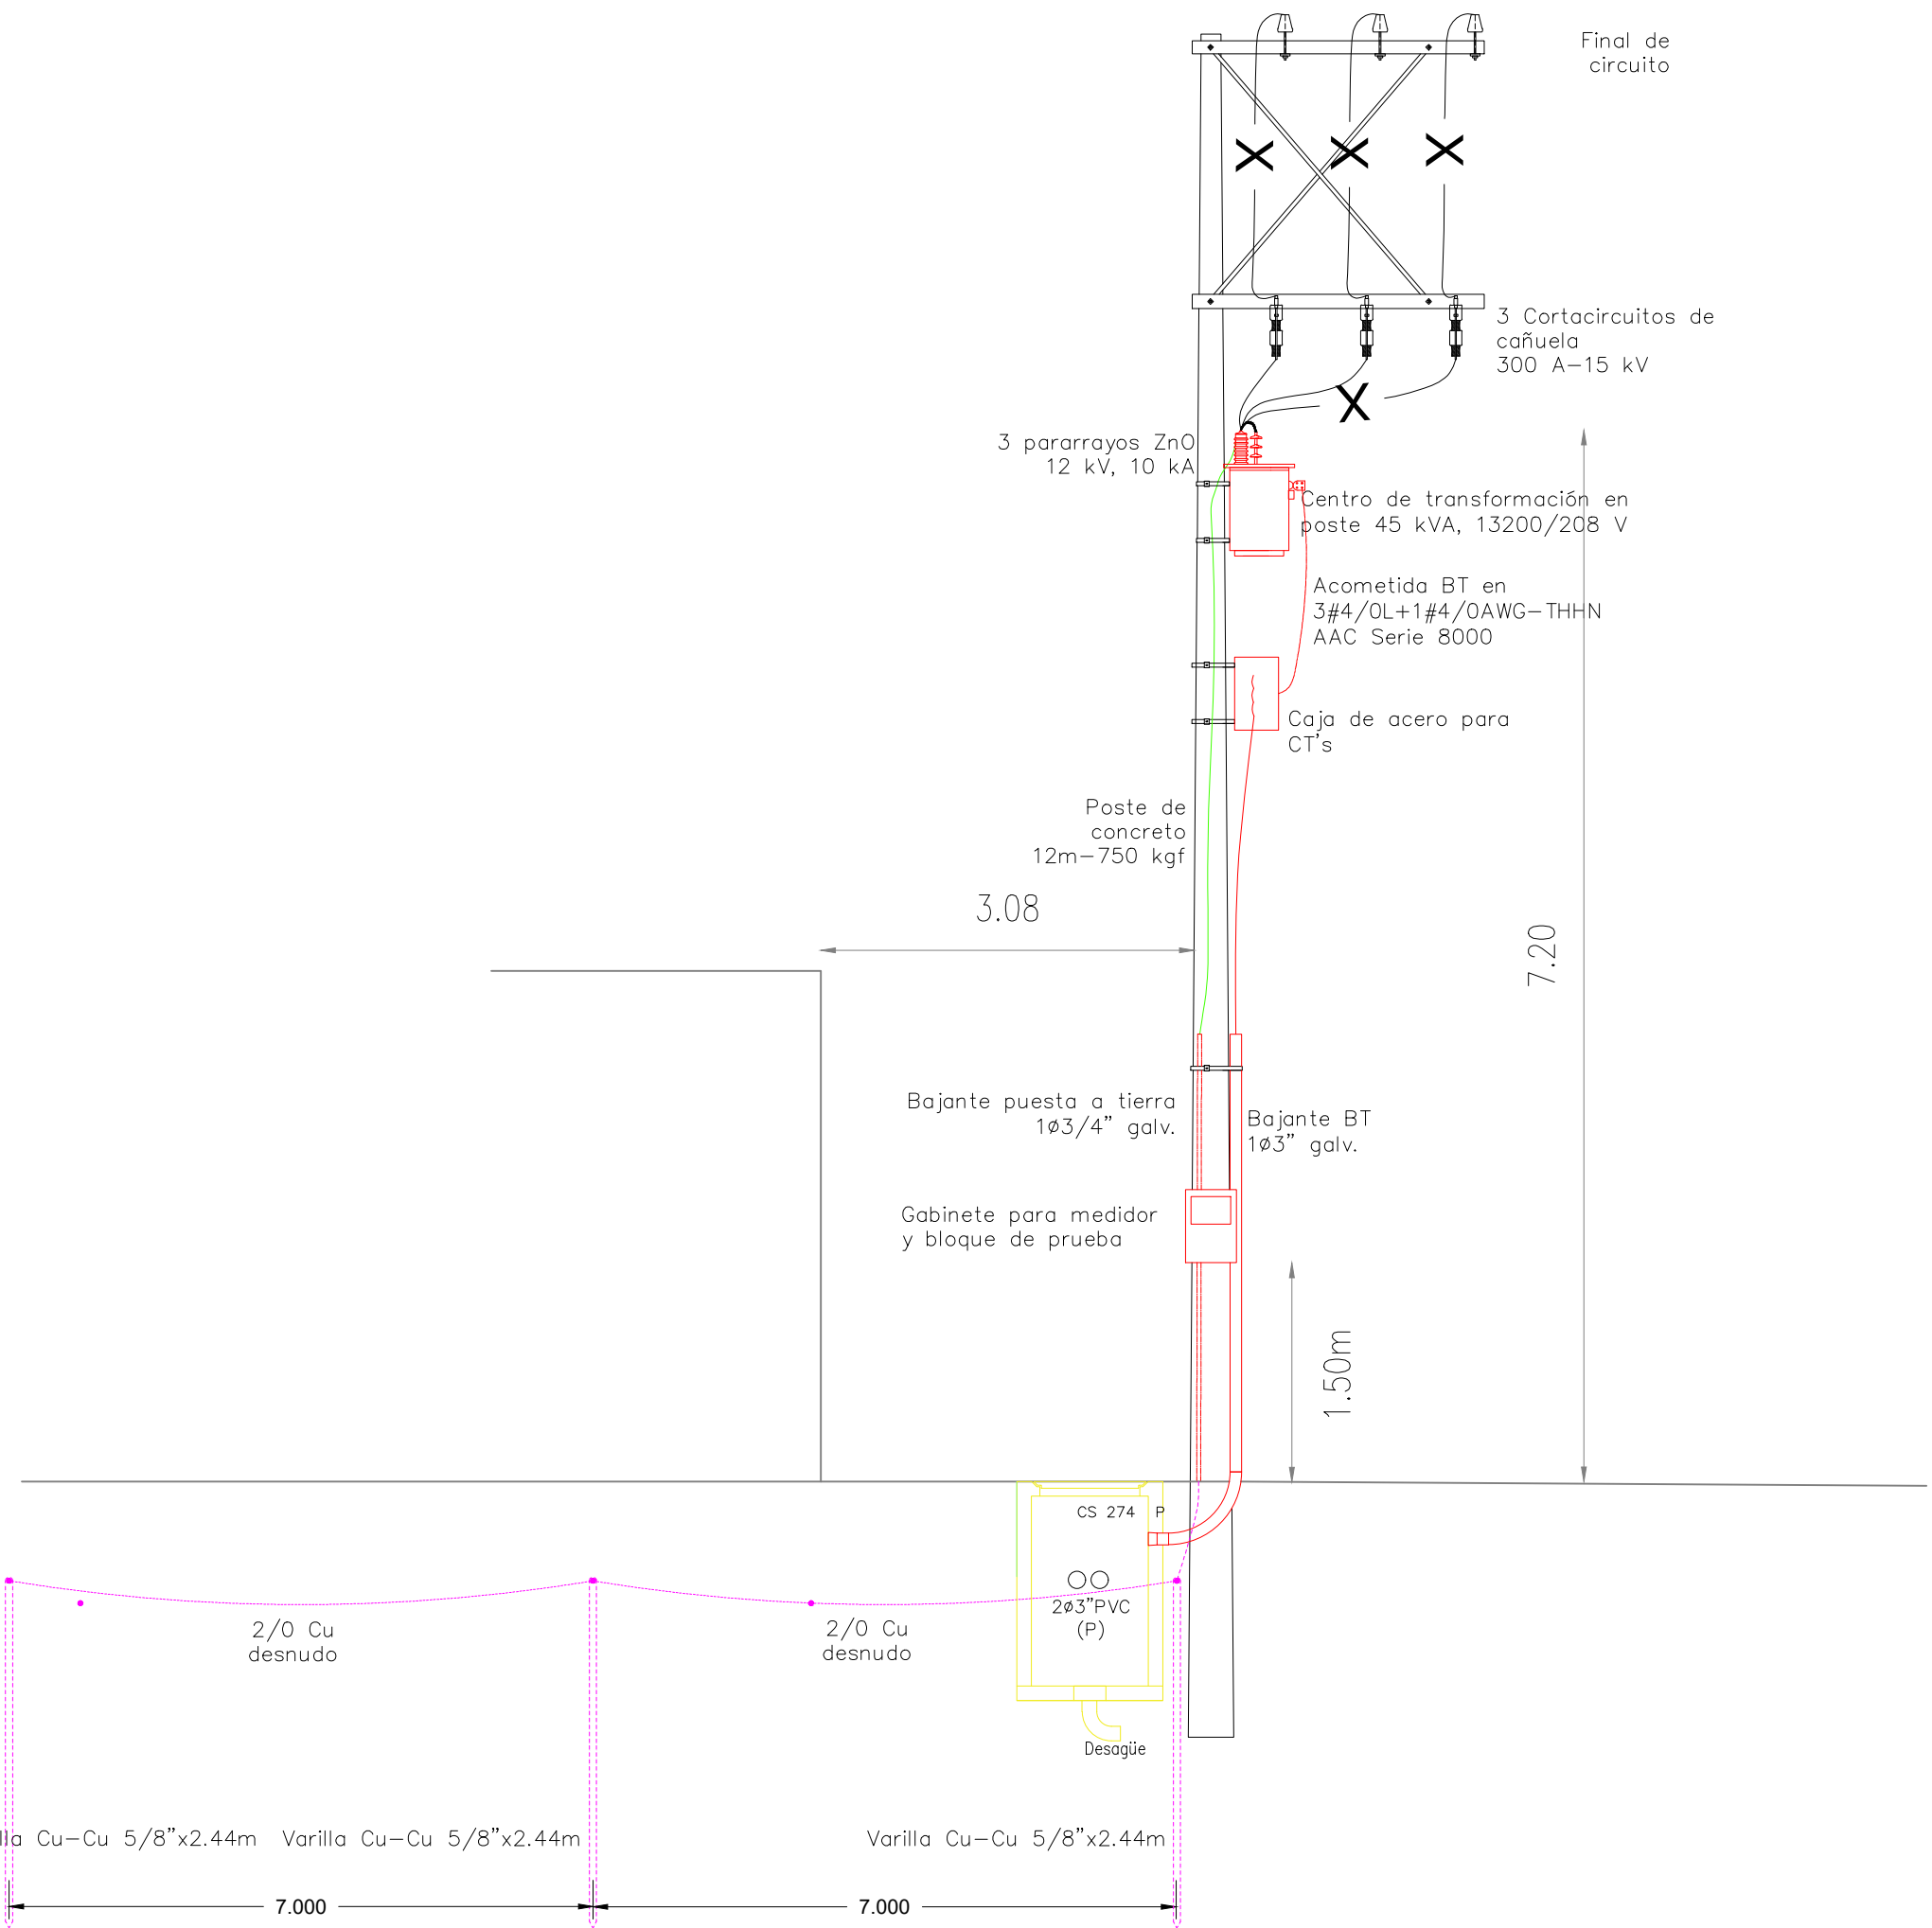 Final de
circuito
X X X
3 Cortacircuitos de
cañuela
300 A-15 kV
X
3 pararrayos ZnO
12 kV, 10 kA
Centro de transformación en
poste 45 kVA, 13200/208 V
Acometida BT en
3#4/0L+1#4/0AWG-THHN
AAC Serie 8000
Caja de acero para
CT's
Poste de
concreto
12m-750 kgf
3.08
7.20
Bajante puesta a tierra
1ø3/4" galv.
Bajante BT
1ø3" galv.
Gabinete para medidor
y bloque de prueba
1.50m
CS 274 P
2ø3"PVC
(P)
2/0 Cu
desnudo
2/0 Cu
desnudo
Desagüe
lla Cu-Cu 5/8"x2.44m
Varilla Cu-Cu 5/8"x2.44m
Varilla Cu-Cu 5/8"x2.44m
7.000
7.000